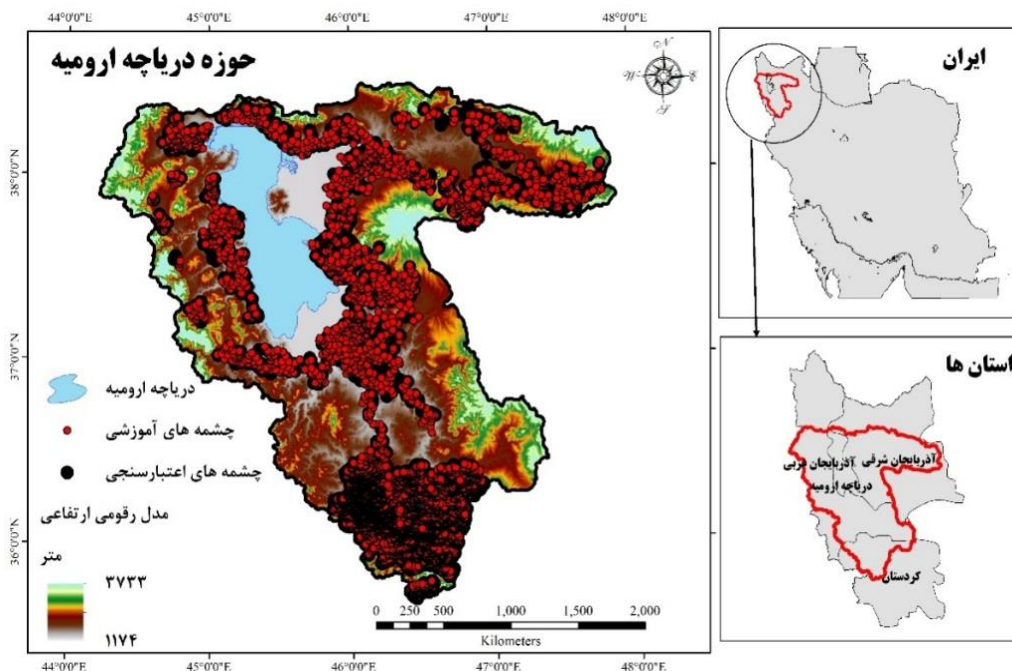 44°0'0"E 45°0'0"E 46°0'0"E 47°0'0"E 48°0'0"E
حوزه دریاچه ارومیه
N
W E
S
38°0'0"N
37°0'0"N
36°0'0"N
دریاچه ارومیه
چشمه های آموزشی
چشمه های اعتبارسنجی
مدل رقومی ارتفاعی
متر
۳۷۳۳
۱۱۷۴
0 250 500 1,000 1,500 2,000
Kilometers
44°0'0"E 45°0'0"E 46°0'0"E 47°0'0"E 48°0'0"E
ایران
استان ها
آذربایجان شرقی
آذربایجان غربی
دریاچه ارومیه
کردستان